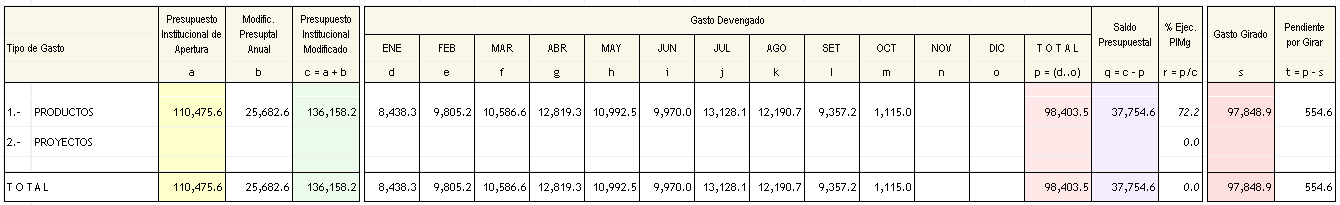 Tipo de Gasto Presupuesto Institucional de Apertura Modific. Presuptal Anual Presupuesto Institucional Modificado Gasto Devengado Saldo Presupuestal % Ejec. PIMg Gasto Girado Pendiente por Girar
ENE FEB MAR ABR MAY JUN JUL AGO SET OCT NOV DIC T O T A L
a b c = a + b d e f g h i j k l m n o p = (d..o) q = c - p r = p/c s t = p - s
1.- PRODUCTOS 110,475.6 25,682.6 136,158.2 8,438.3 9,805.2 10,586.6 12,819.3 10,992.5 9,970.0 13,128.1 12,190.7 9,357.2 1,115.0 98,403.5 37,754.6 72.2 97,848.9 554.6
2.- PROYECTOS 0.0
T O T A L 110,475.6 25,682.6 136,158.2 8,438.3 9,805.2 10,586.6 12,819.3 10,992.5 9,970.0 13,128.1 12,190.7 9,357.2 1,115.0 98,403.5 37,754.6 0.0 97,848.9 554.6